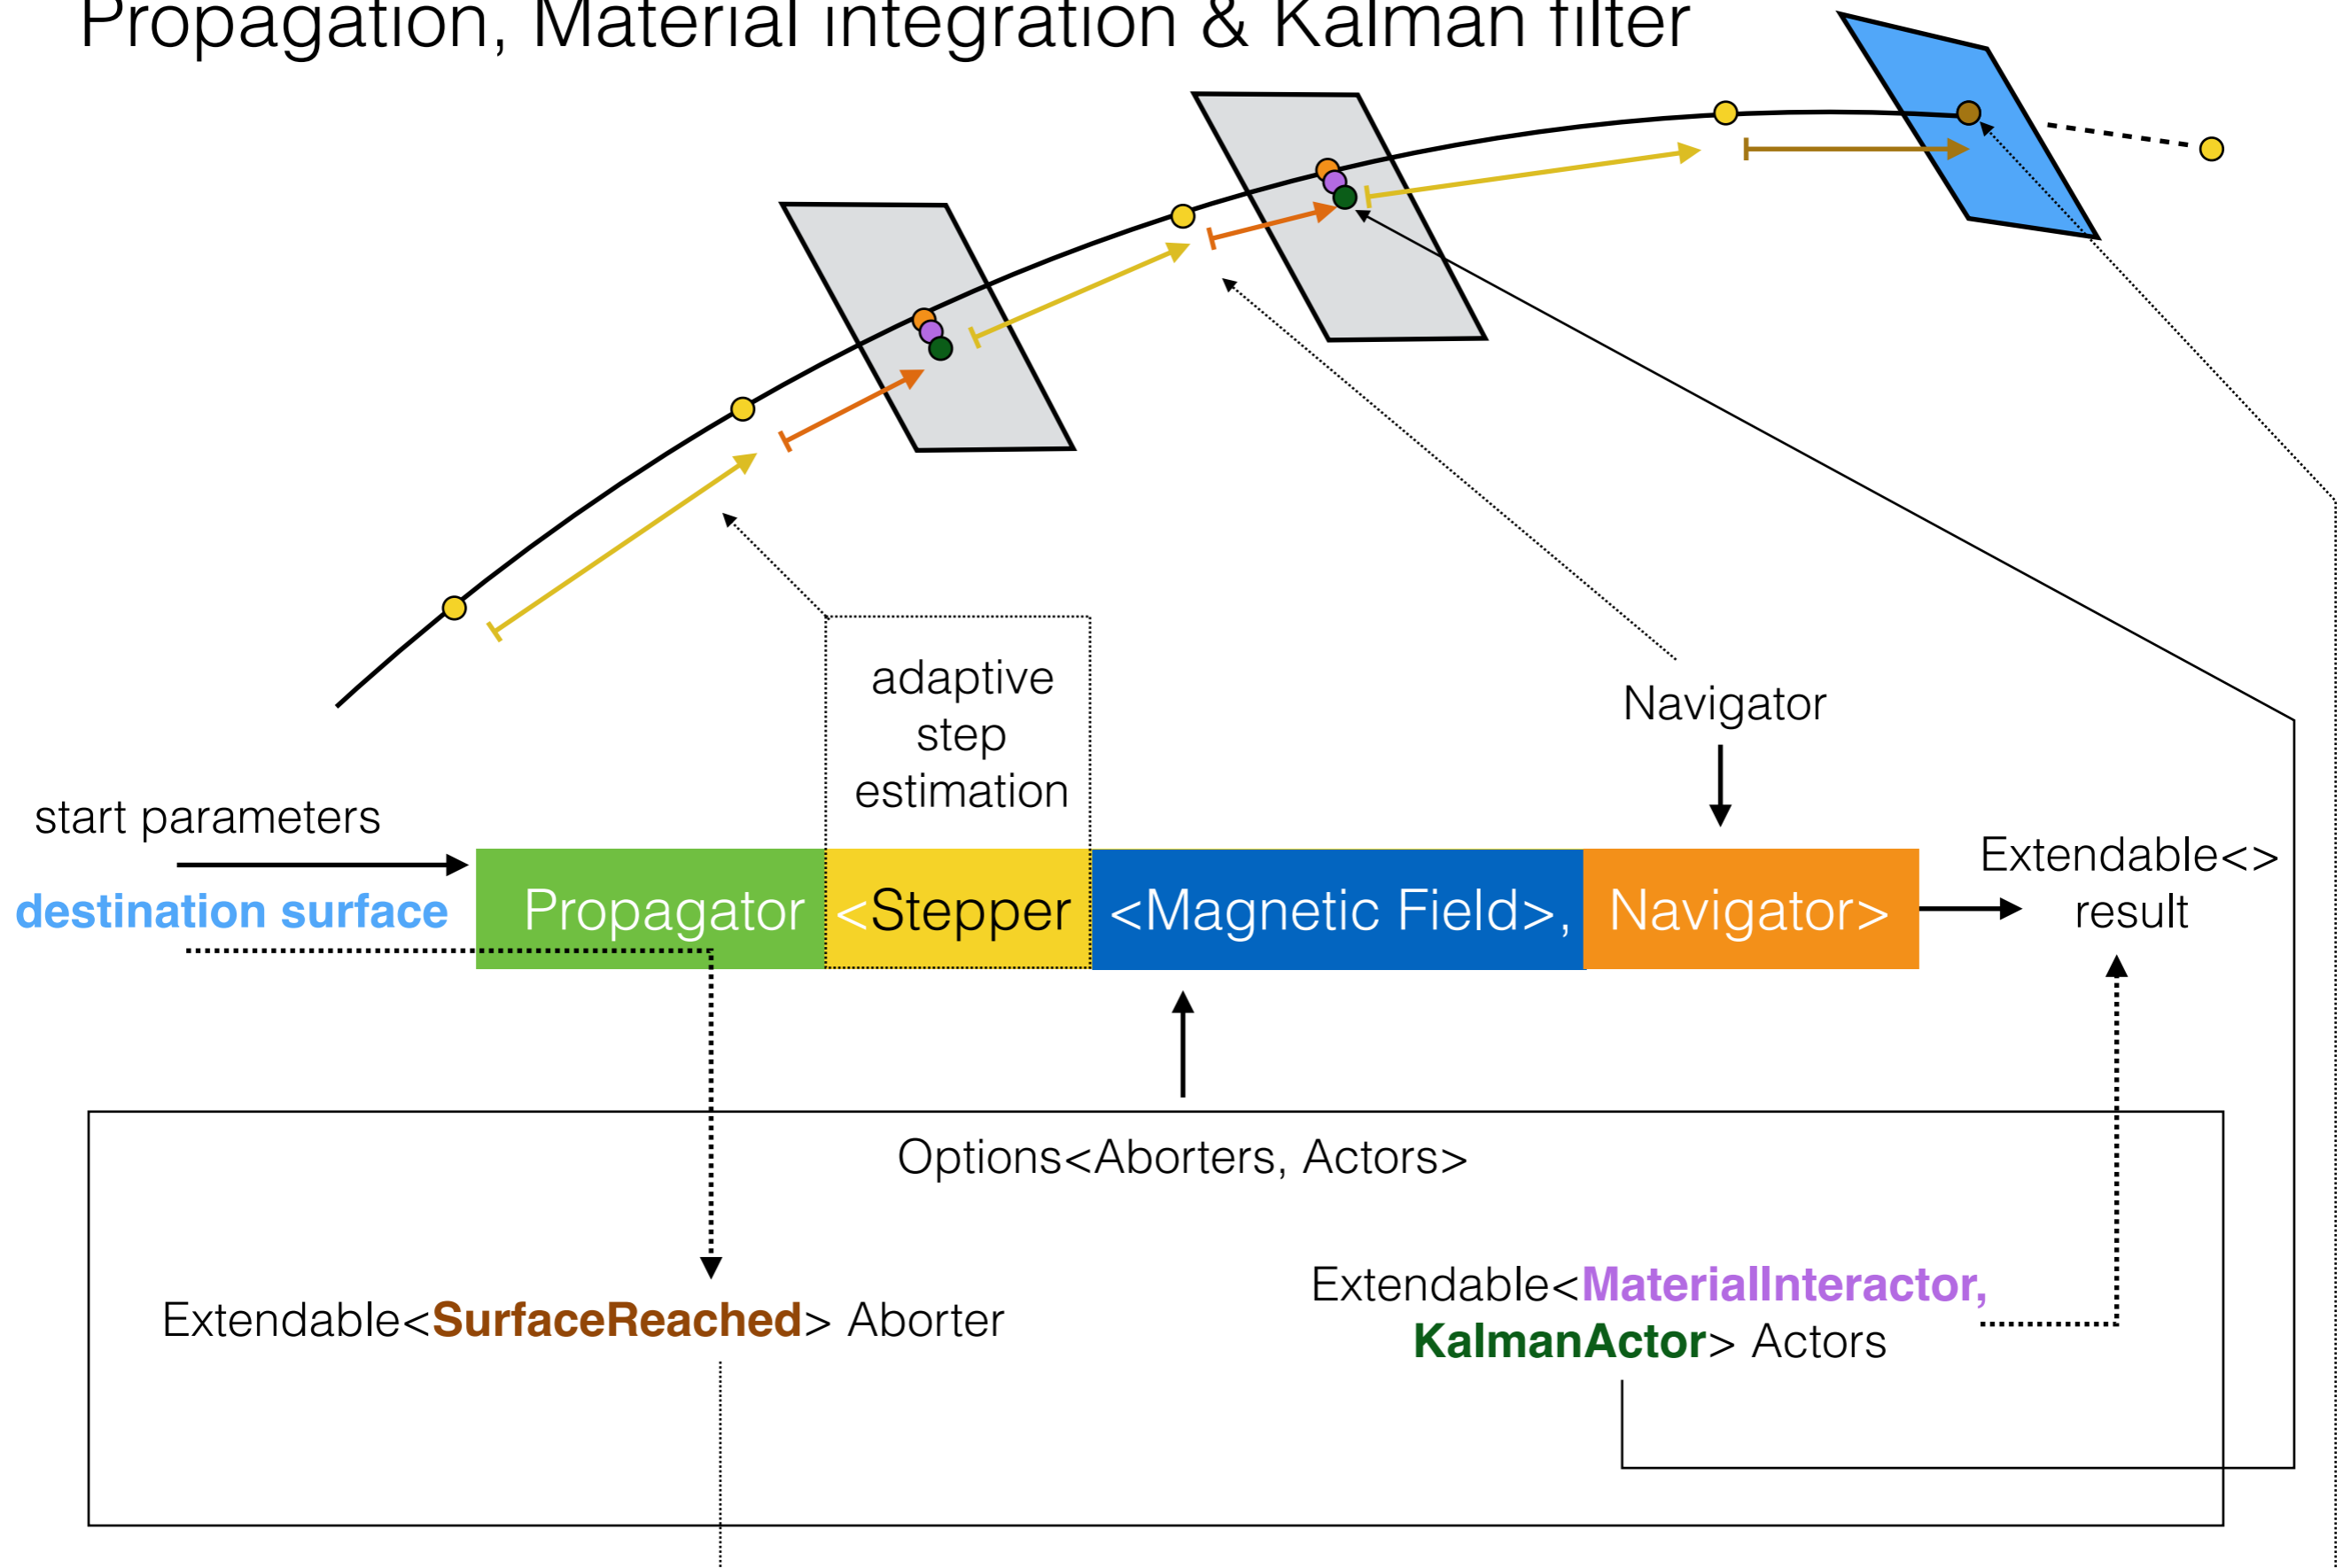 Propagation, Material integration & Kalman filter
adaptive
step
estimation
Navigator
start parameters
destination surface
Propagator <Stepper <Magnetic Field>, Navigator>
Extendable<>
result
Options<Aborters, Actors>
Extendable<SurfaceReached> Aborter
Extendable<MaterialInteractor,
KalmanActor> Actors